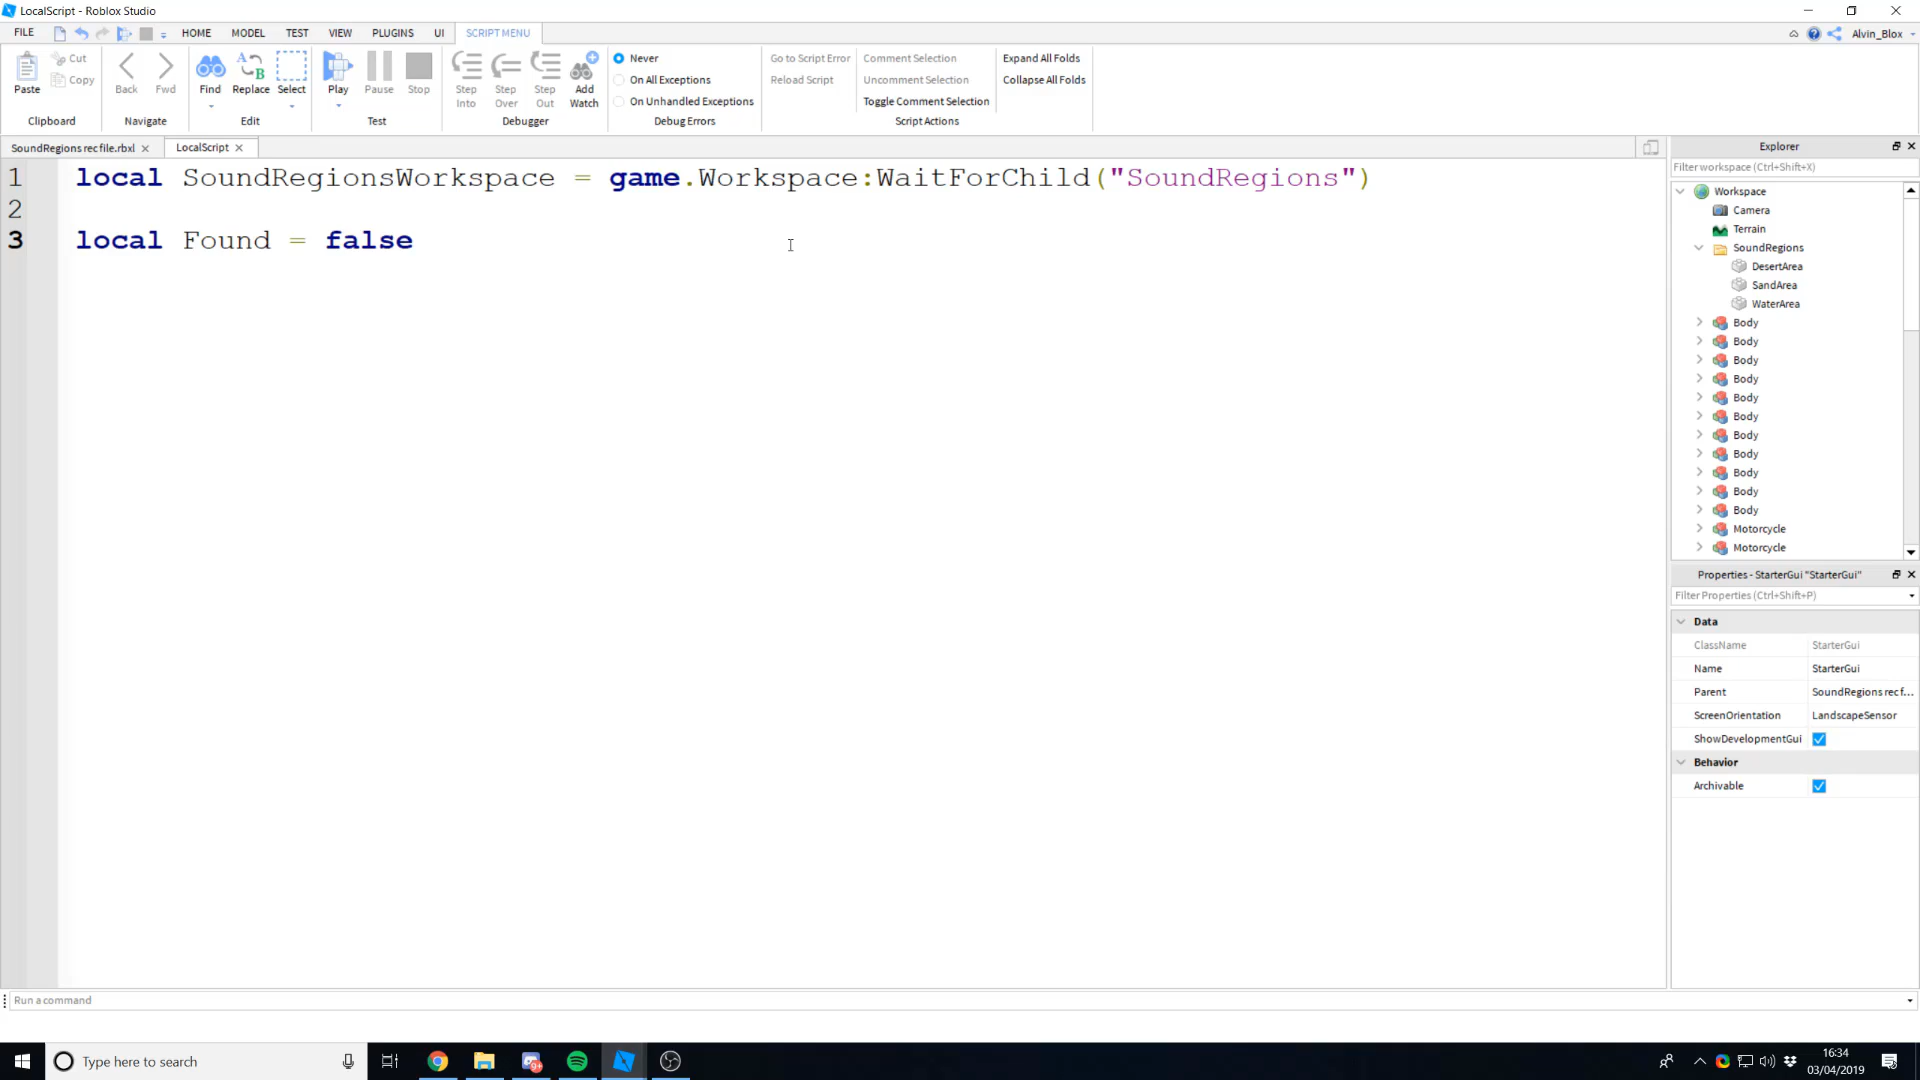 LocalScript - Roblox Studio
FILE HOME MODEL TEST VIEW PLUGINS UI SCRIPT MENU Alvin_Blox
Paste Cut Copy Back Fwd Find Replace Select Play Pause Stop Step Into Step Over Step Out Add Watch
Never
On All Exceptions
On Unhandled Exceptions
Go to Script Error
Reload Script
Comment Selection
Uncomment Selection
Toggle Comment Selection
Expand All Folds
Collapse All Folds
Clipboard Navigate Edit Test Debugger Debug Errors Script Actions
SoundRegions rec file.rbxl LocalScript
1 local SoundRegionsWorkspace = game.Workspace:WaitForChild("SoundRegions")
2
3 local Found = false
Explorer
Filter workspace (Ctrl+Shift+X)
Workspace
Camera
Terrain
SoundRegions
DesertArea
SandArea
WaterArea
Body
Body
Body
Body
Body
Body
Body
Body
Body
Body
Body
Motorcycle
Motorcycle
Properties - StarterGui "StarterGui"
Filter Properties (Ctrl+Shift+P)
Data
ClassName StarterGui
Name StarterGui
Parent SoundRegions rec f...
ScreenOrientation LandscapeSensor
ShowDevelopmentGui
Behavior
Archivable
Run a command
Type here to search
9+
16:34
03/04/2019